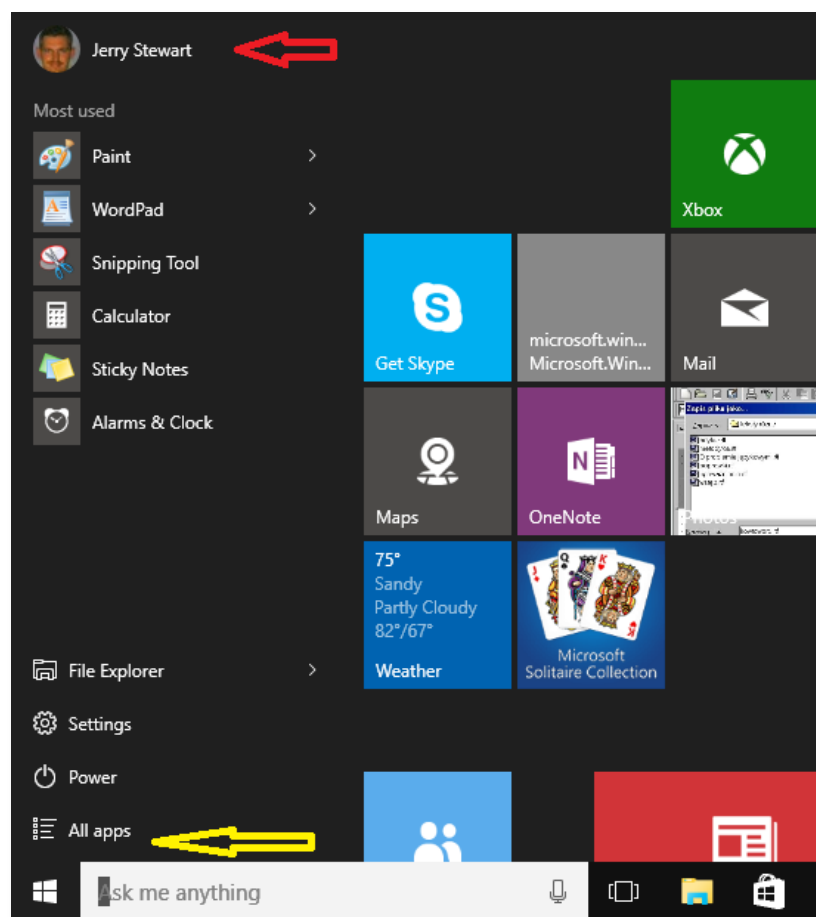 Jerry Stewart
Most used
Paint
WordPad
Snipping Tool
Calculator
Sticky Notes
Alarms & Clock
File Explorer
Settings
Power
All apps
Xbox
Get Skype
microsoft.win...
Microsoft.Win...
Mail
Maps
OneNote
Photos
75°
Sandy
Partly Cloudy
82°/67°
Weather
Microsoft
Solitaire Collection
Ask me anything